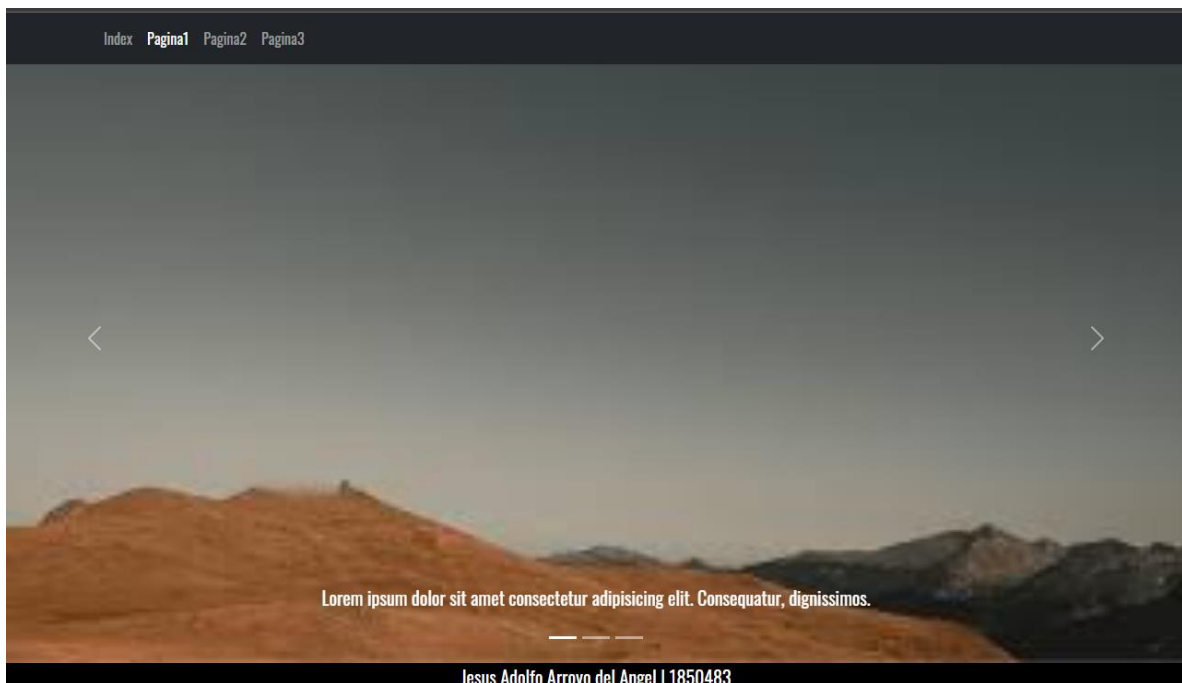 Index Pagina1 Pagina2 Pagina3
Lorem ipsum dolor sit amet consectetur adipisicing elit. Consequatur, dignissimos.
Jesus Adolfo Arroyo del Angel | 1850483